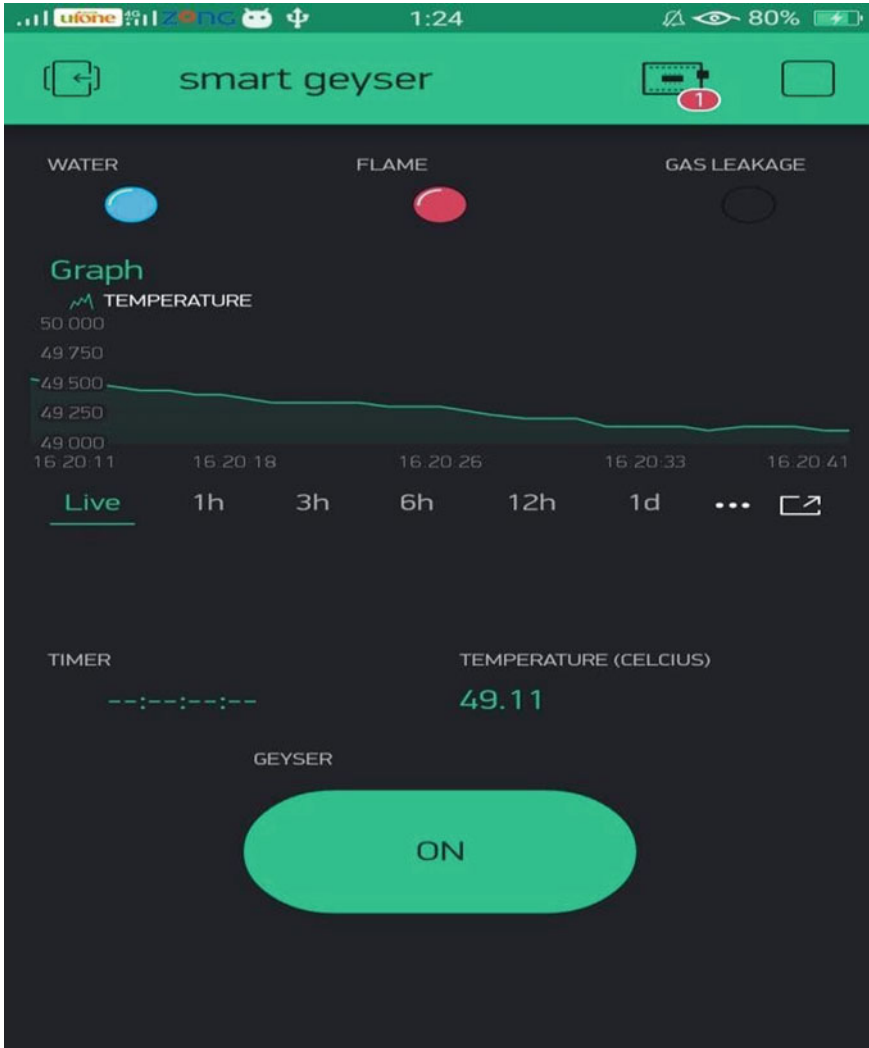 ufone 4G ZONG 1:24 80%
smart geyser 1
WATER FLAME GAS LEAKAGE
Graph
TEMPERATURE
50 000
49 750
49 500
49 250
49 000
16:20:11 16:20:18 16:20:26 16:20:33 16:20:41
Live 1h 3h 6h 12h 1d •••
TIMER TEMPERATURE (CELCIUS)
--:--:--:-- 49.11
GEYSER
ON